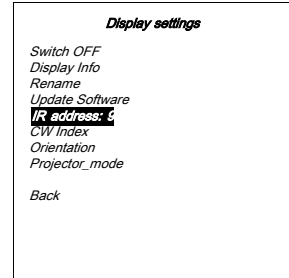 Display settings
Switch OFF
Display Info
Rename
Update Software
IR address: 9
CW Index
Orientation
Projector_mode
Back